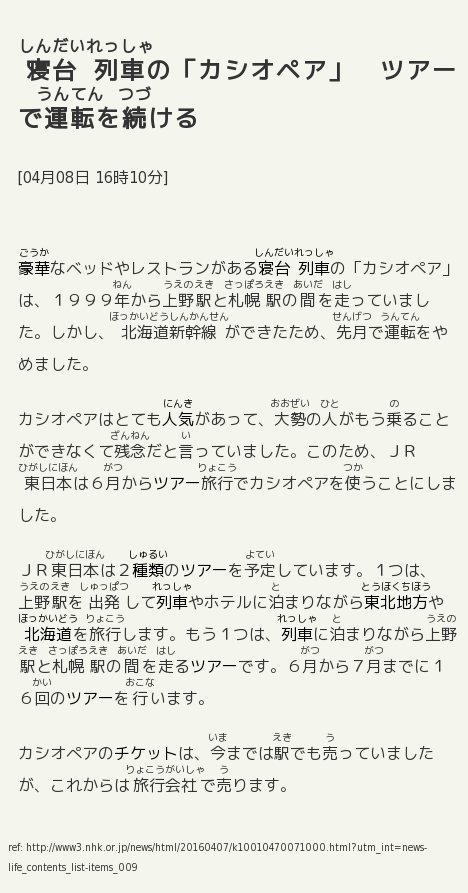 しんだいれっしゃ
寝台 列車の「カシオペア」 ツアー
うんてん つづ
で運転を続ける
[04月08日 16時10分]
ごうか しんだいれっしゃ
豪華なベッドやレストランがある寝台 列車の「カシオペア」
ねん うえのえき さっぽろえき あいだ はし
は、１９９９年から上野駅と札幌 駅の 間を走っていまし
ほっかいどうしんかんせん せんげつ うんてん
た。しかし、 北海道新幹線 ができたため、先月で運転をや
めました。
にんき おおぜい ひと の
カシオペアはとても人気があって、大勢の人がもう乗ること
ざんねん い
ができなくて残念だと言っていました。このため、ＪＲ
ひがしにほん がつ りょこう つか
東日本は６月からツアー旅行でカシオペアを使うことにしま
した。
ひがしにほん しゅるい よてい
ＪＲ東日本は２種類のツアーを予定しています。１つは、
うえのえき しゅっぱつ れっしゃ と とうほくちほう
上野駅を 出発 して列車やホテルに泊まりながら東北地方や
ほっかいどう りょこう れっしゃ と うえの
北海道を旅行します。もう１つは、列車に泊まりながら上野
えき さっぽろえき あいだ はし がつ がつ
駅と札幌 駅の 間を走るツアーです。６月から７月までに１
かい おこな
６回のツアーを 行います。
いま えき う
カシオペアのチケットは、今までは駅でも売っていました
りょこうがいしゃ う
が、これからは旅行会社で売ります。
ref: http://www3.nhk.or.jp/news/html/20160407/k10010470071000.html?utm_int=news-
life_contents_list-items_009